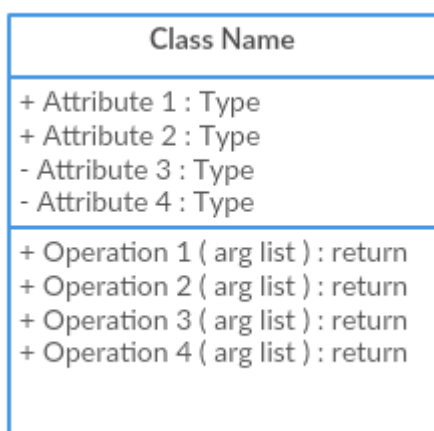 Class Name
+ Attribute 1 : Type
+ Attribute 2 : Type
- Attribute 3 : Type
- Attribute 4 : Type
+ Operation 1 ( arg list ) : return
+ Operation 2 ( arg list ) : return
+ Operation 3 ( arg list ) : return
+ Operation 4 ( arg list ) : return